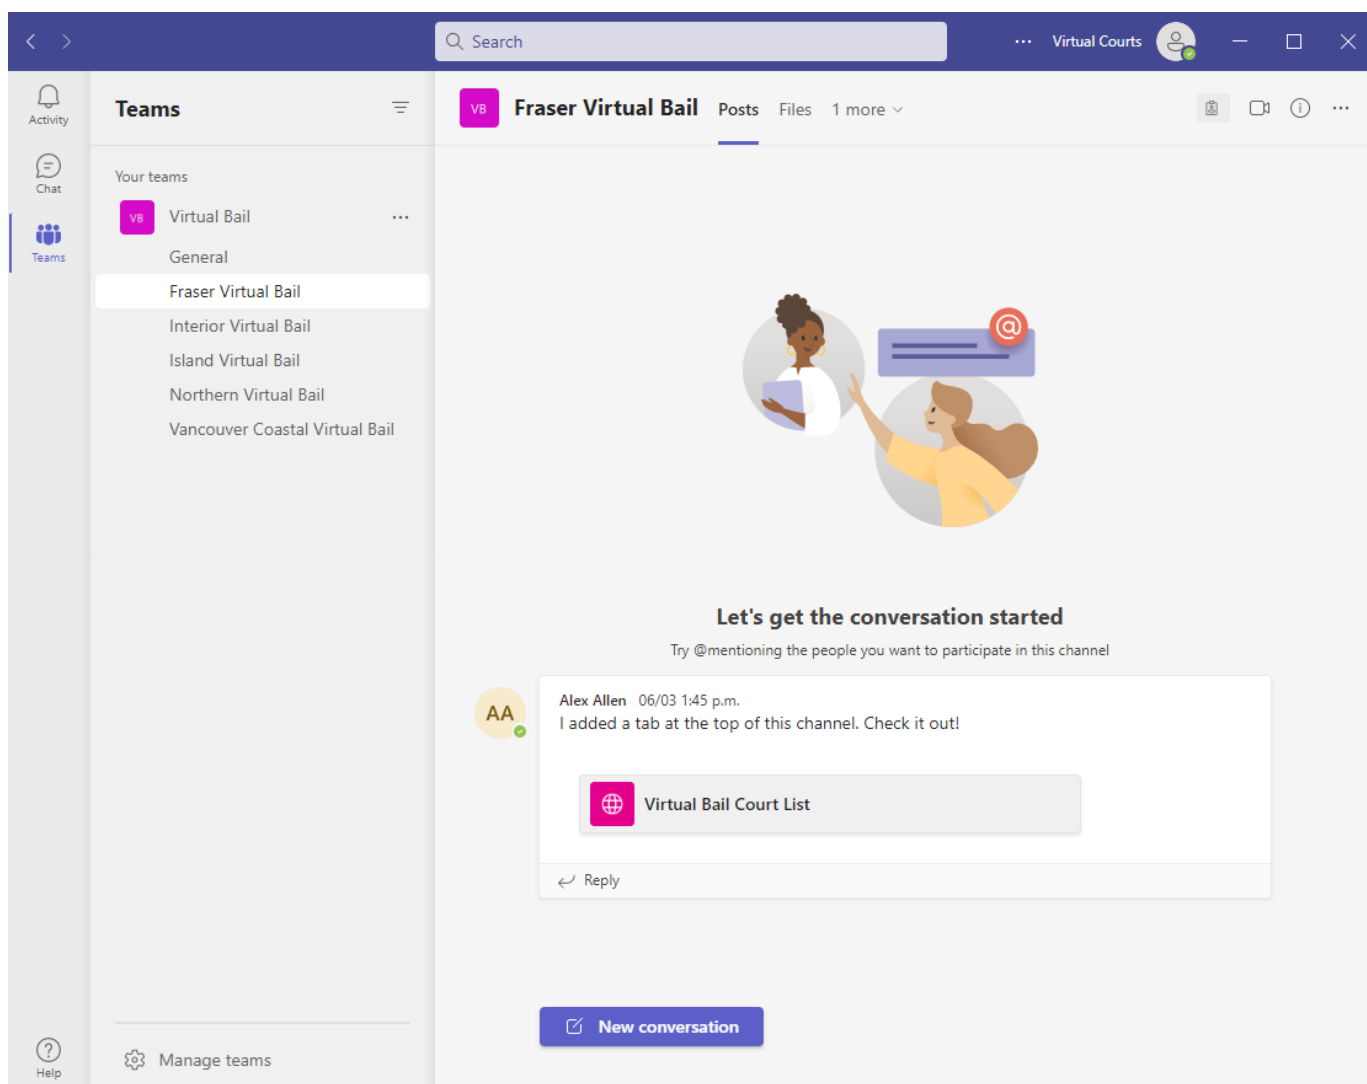 Search
Virtual Courts
Activity
Chat
Teams
Help
Teams
Your teams
VB Virtual Bail
General
Fraser Virtual Bail
Interior Virtual Bail
Island Virtual Bail
Northern Virtual Bail
Vancouver Coastal Virtual Bail
Manage teams
VB Fraser Virtual Bail Posts Files 1 more
@
Let's get the conversation started
Try @mentioning the people you want to participate in this channel
AA
Alex Allen 06/03 1:45 p.m.
I added a tab at the top of this channel. Check it out!
Virtual Bail Court List
Reply
New conversation